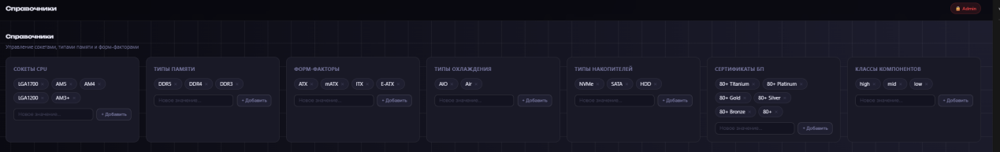 Справочники
Admin
Справочники
Управление сокетами, типами памяти и форм-факторами
СОКЕТЫ CPU
LGA1700 × AM5 × AM4 ×
LGA1200 × AM3+ ×
Новое значение... + Добавить
ТИПЫ ПАМЯТИ
DDR5 × DDR4 × DDR3 ×
Новое значение... + Добавить
ФОРМ-ФАКТОРЫ
ATX × mATX × ITX × E-ATX ×
Новое значение... + Добавить
ТИПЫ ОХЛАЖДЕНИЯ
AIO × Air ×
Новое значение... + Добавить
ТИПЫ НАКОПИТЕЛЕЙ
NVMe × SATA × HDD ×
Новое значение... + Добавить
СЕРТИФИКАТЫ БП
80+ Titanium × 80+ Platinum ×
80+ Gold × 80+ Silver ×
80+ Bronze × 80+ ×
Новое значение... + Добавить
КЛАССЫ КОМПОНЕНТОВ
high × mid × low ×
Новое значение... + Добавить